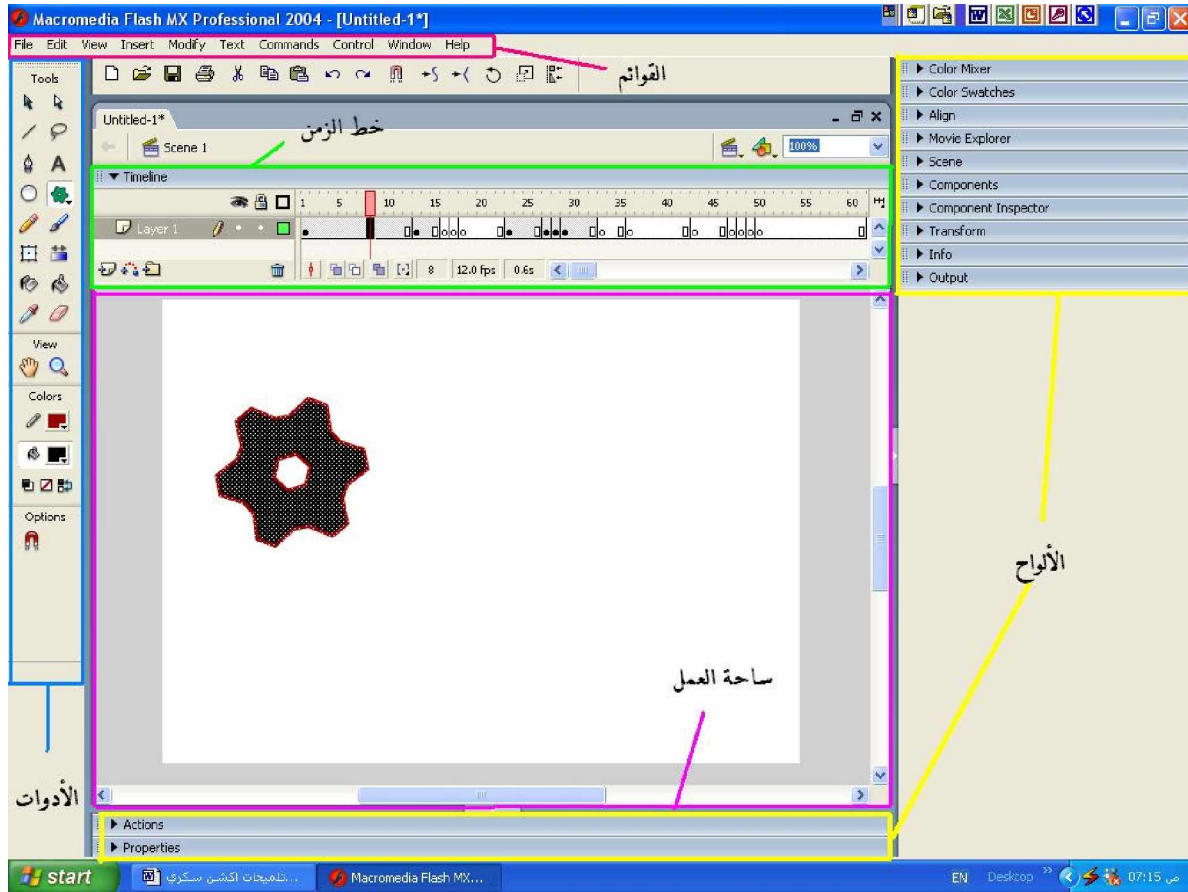 Macromedia Flash MX Professional 2004 - [Untitled-1*]
File Edit View Insert Modify Text Commands Control Window Help
القوائم
Tools
View
Colors
Options
الأدوات
Untitled-1*
خط الزمن
Scene 1
100%
Timeline
1 5 10 15 20 25 30 35 40 45 50 55 60
Layer 1
8 12.0 fps 0.6s
ساحة العمل
Actions
Properties
Color Mixer
Color Swatches
Align
Movie Explorer
Scene
Components
Component Inspector
Transform
Info
Output
الألواح
start
تلميحات اكشن سكربي...
Macromedia Flash MX...
EN
Desktop
07:15 ص